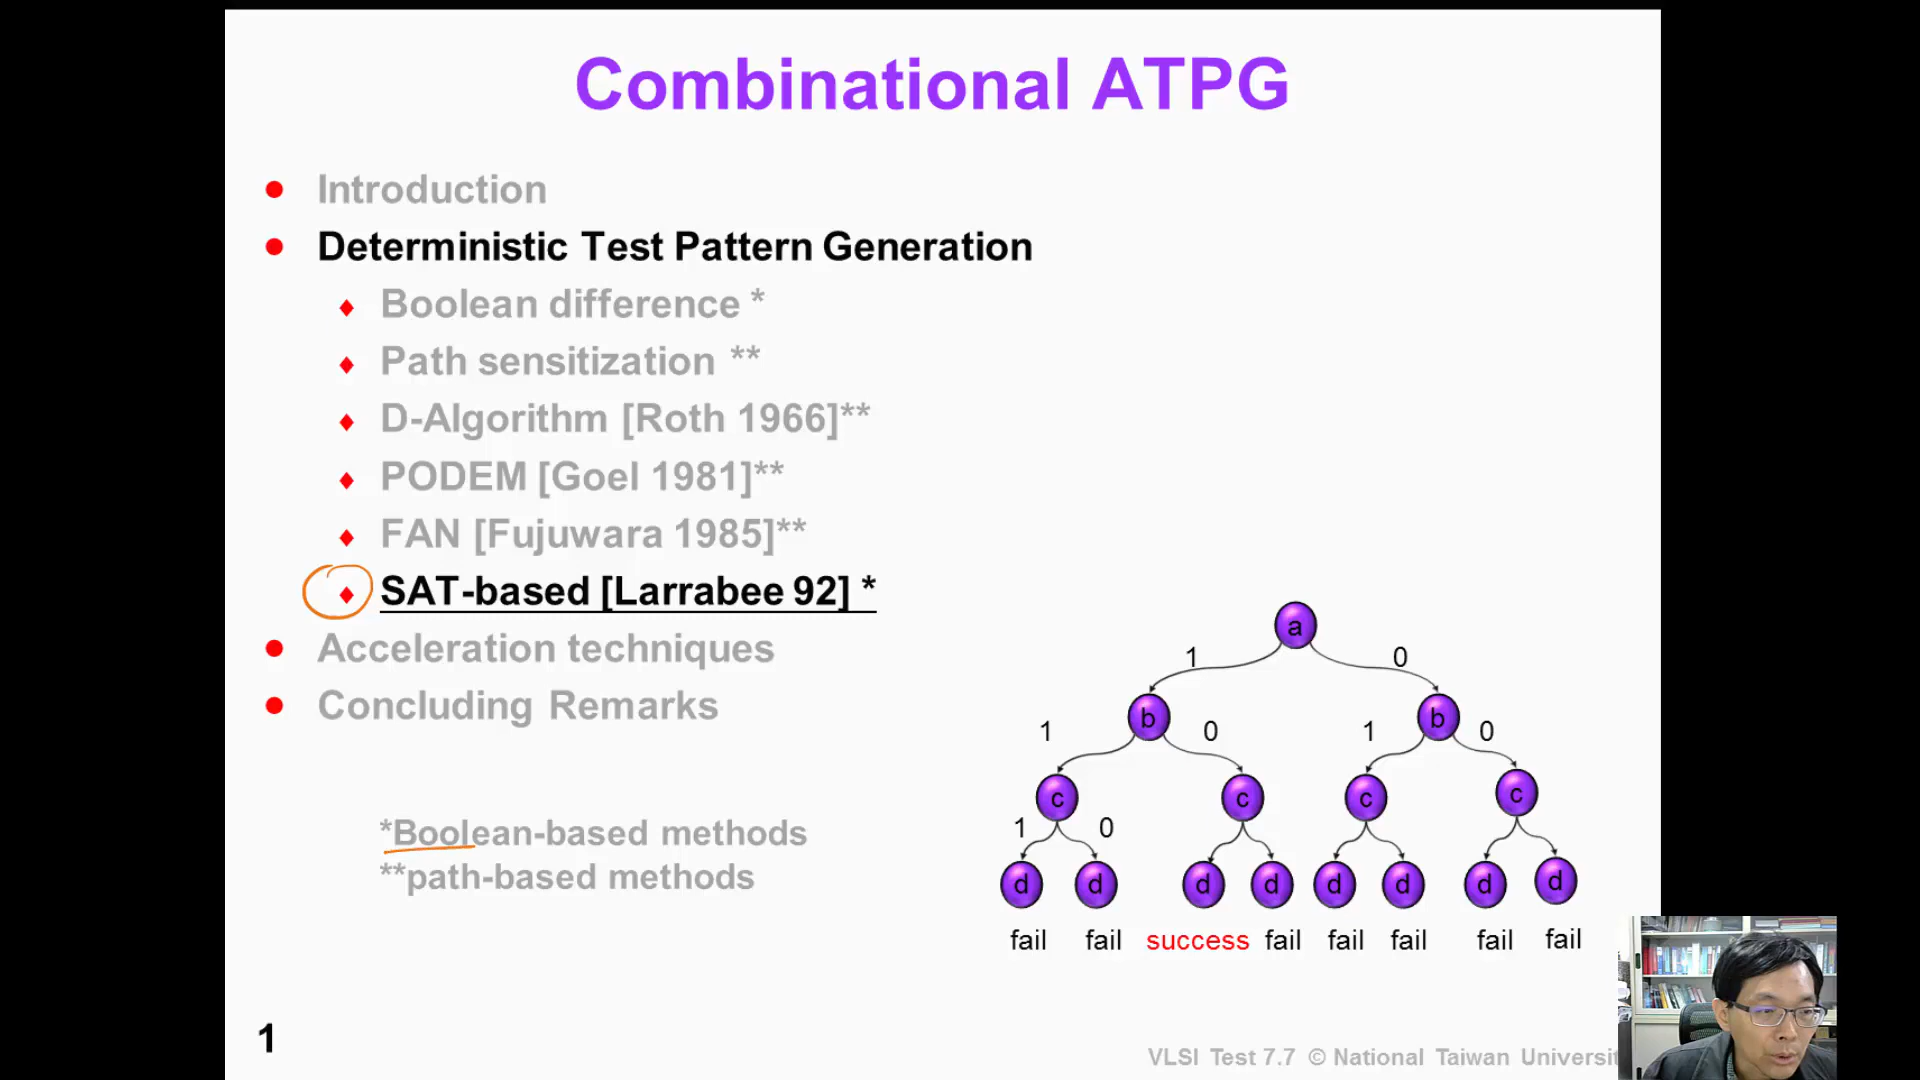 Combinational ATPG
Introduction
Deterministic Test Pattern Generation
Boolean difference *
Path sensitization **
D-Algorithm [Roth 1966]**
PODEM [Goel 1981]**
FAN [Fujuwara 1985]**
SAT-based [Larrabee 92] *
Acceleration techniques
Concluding Remarks
*Boolean-based methods
**path-based methods
a
1 0
b b
1 0 1 0
c c c c
1 0
d d d d d d d d
fail fail success fail fail fail fail fail
1
VLSI Test 7.7 © National Taiwan Universi